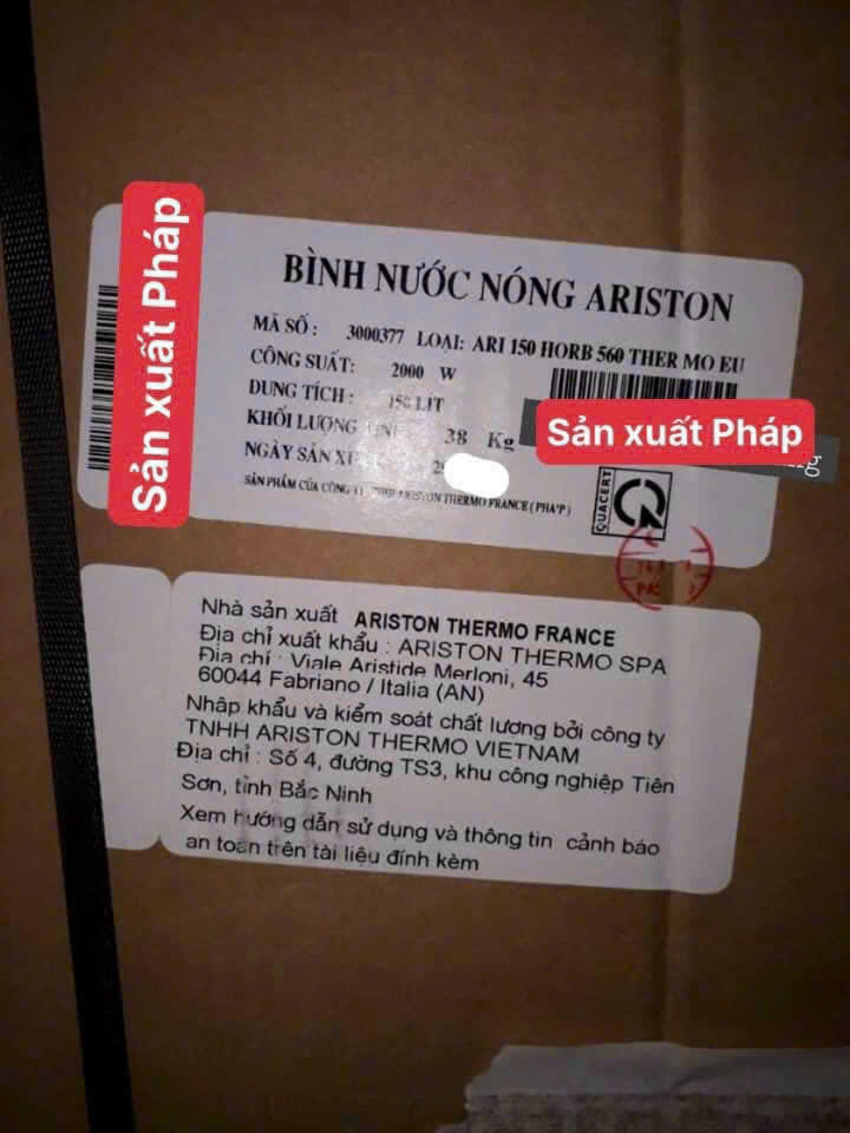 Sản xuất Pháp
BÌNH NƯỚC NÓNG ARISTON
MÃ SỐ : 3000377 LOẠI: ARI 150 HORB 560 THER MO EU
CÔNG SUẤT: 2000 W
DUNG TÍCH : LIT
KHỐI LƯỢNG 38 Kg
Sản xuất Pháp
NGÀY SẢN
SẢN PHẨM CỦA CÔNG ARISTON THERMO FRANCE ( PHA'P )
QUACERT
Nhà sản xuất ARISTON THERMO FRANCE
Địa chỉ xuất khẩu : ARISTON THERMO SPA
Địa chỉ : Viale Aristide Merloni, 45
60044 Fabriano / Italia (AN)
Nhập khẩu và kiểm soát chất lượng bởi công ty
TNHH ARISTON THERMO VIETNAM
Địa chỉ : Số 4, đường TS3, khu công nghiệp Tiên
Sơn, tỉnh Bắc Ninh
Xem hướng dẫn sử dụng và thông tin cảnh báo
an toàn trên tài liệu đính kèm